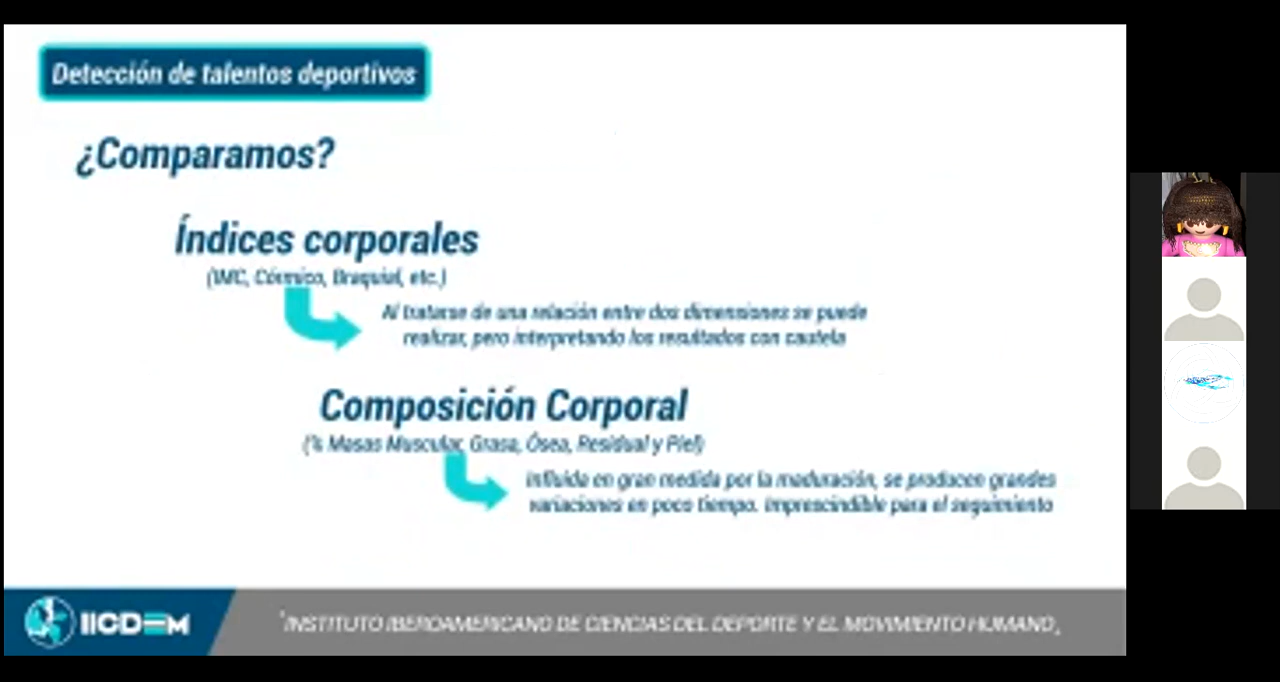 Detección de talentos deportivos
¿Comparamos?
Índices corporales
(IMC, Córmico, Braquial, etc.)
Al tratarse de una relación entre dos dimensiones se puede
realizar, pero interpretando los resultados con cautela
Composición Corporal
(% Masas Muscular, Grasa, Ósea, Residual y Piel)
Influida en gran medida por la maduración, se producen grandes
variaciones en poco tiempo. Imprescindible para el seguimiento
IICDEM
INSTITUTO IBEROAMERICANO DE CIENCIAS DEL DEPORTE Y EL MOVIMIENTO HUMANO